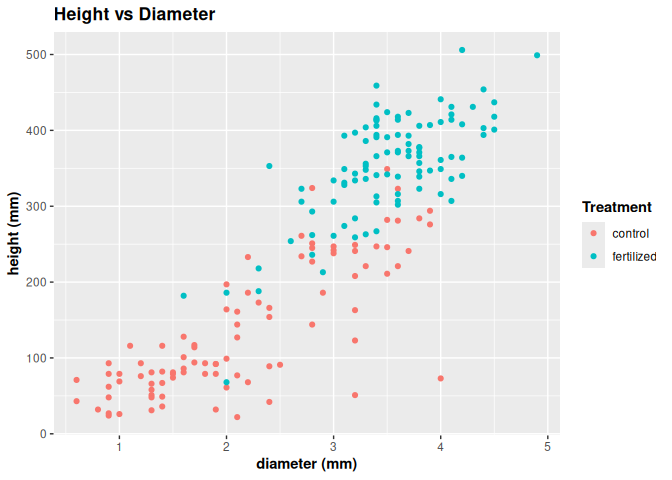 Height vs Diameter
500
400
300
200
100
0
height (mm)
1 2 3 4 5
diameter (mm)
Treatment
control
fertilized